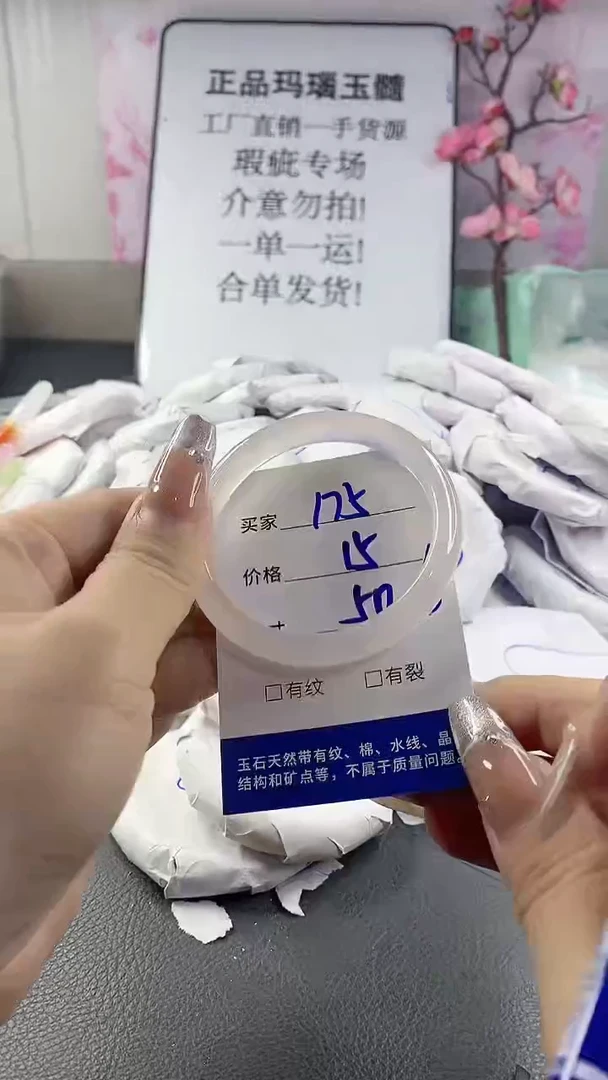 正品玛瑙玉髓
工厂直销一手货源
瑕疵专场
介意勿拍!
一单一运!
合单发货!
买家 175
价格 15
□有纹 □有裂
玉石天然带有纹、棉、水线、晶
结构和矿点等，不属于质量问题。